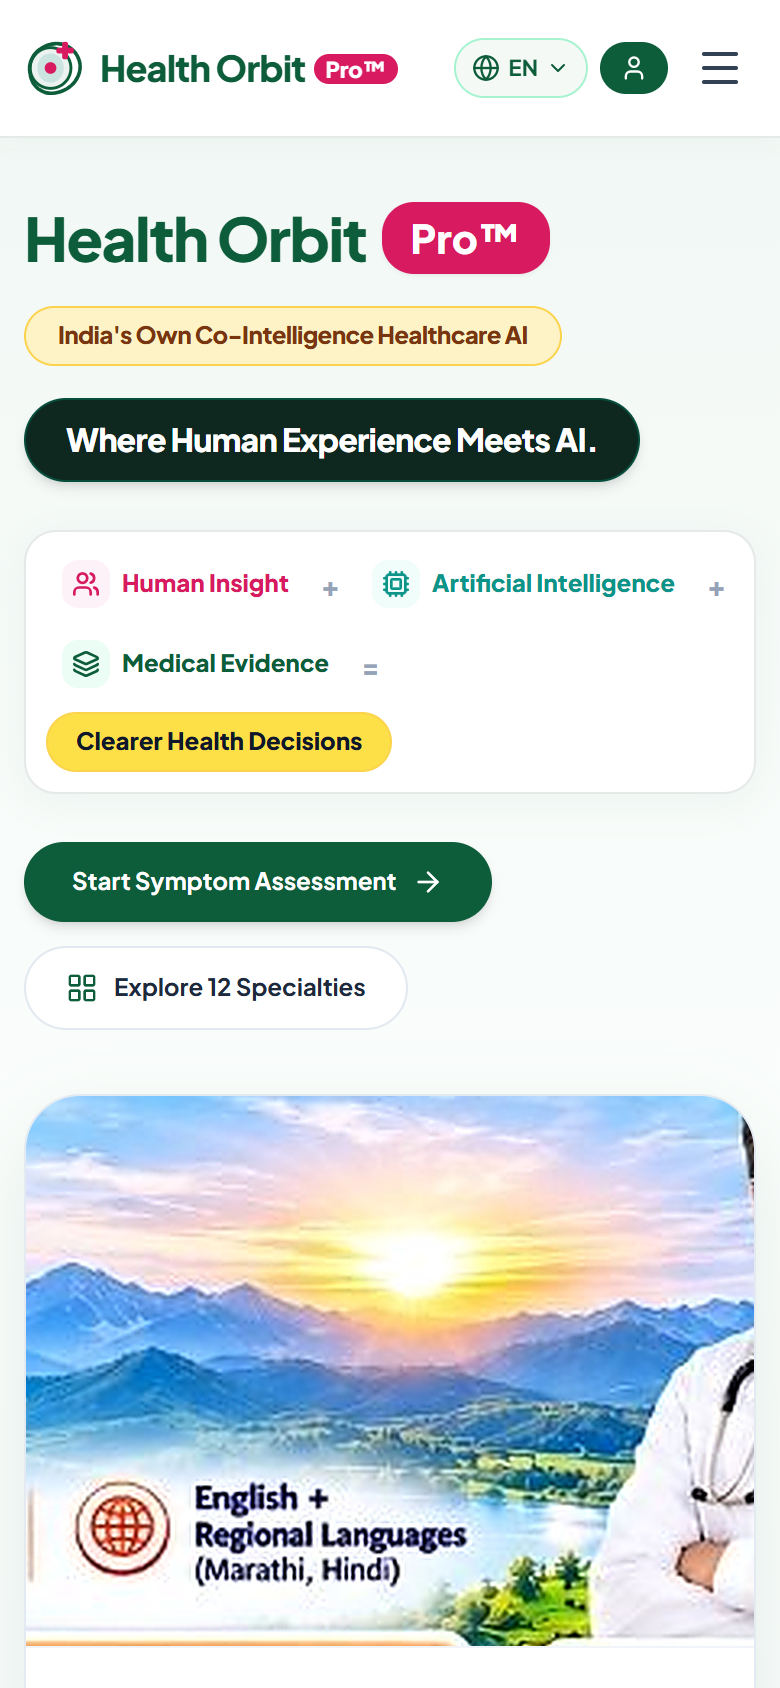 Health Orbit Pro™ EN
Health Orbit Pro™
India's Own Co-Intelligence Healthcare AI
Where Human Experience Meets AI.
Human Insight + Artificial Intelligence +
Medical Evidence =
Clearer Health Decisions
Start Symptom Assessment →
Explore 12 Specialties
English +
Regional Languages
(Marathi, Hindi)